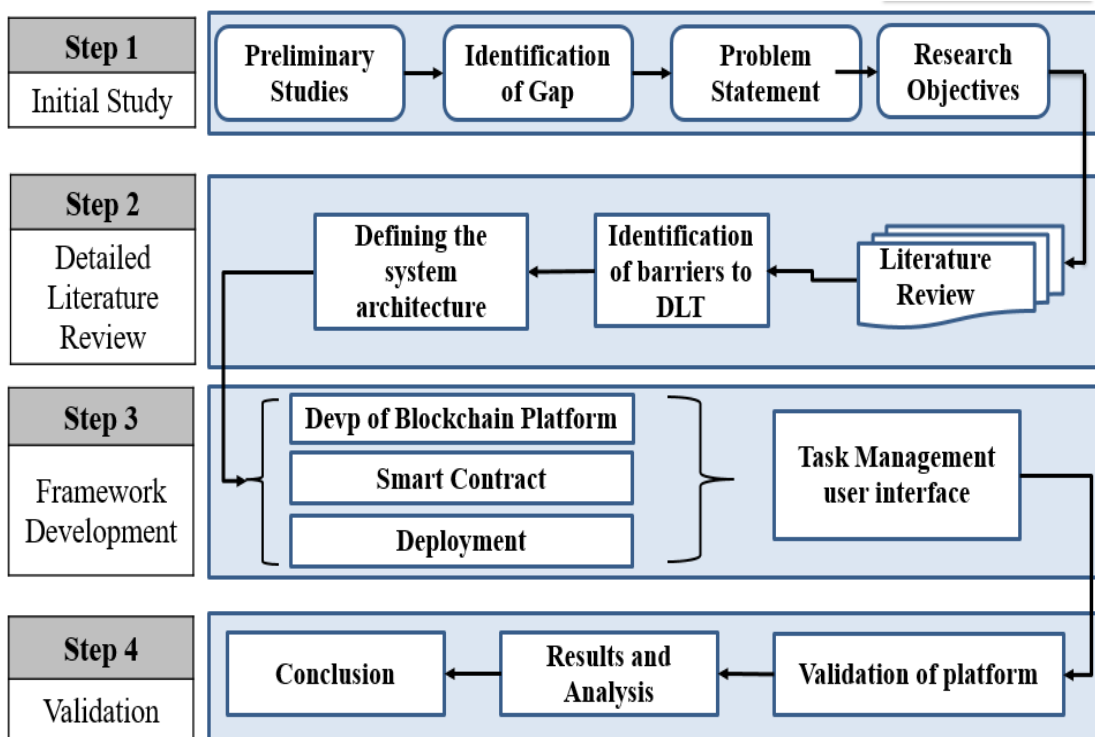 Step 1
Initial Study
Preliminary
Studies
Identification
of Gap
Problem
Statement
Research
Objectives
Step 2
Detailed
Literature
Review
Defining the
system
architecture
Identification
of barriers to
DLT
Literature
Review
Step 3
Framework
Development
Devp of Blockchain Platform
Smart Contract
Deployment
Task Management
user interface
Step 4
Validation
Conclusion
Results and
Analysis
Validation of platform